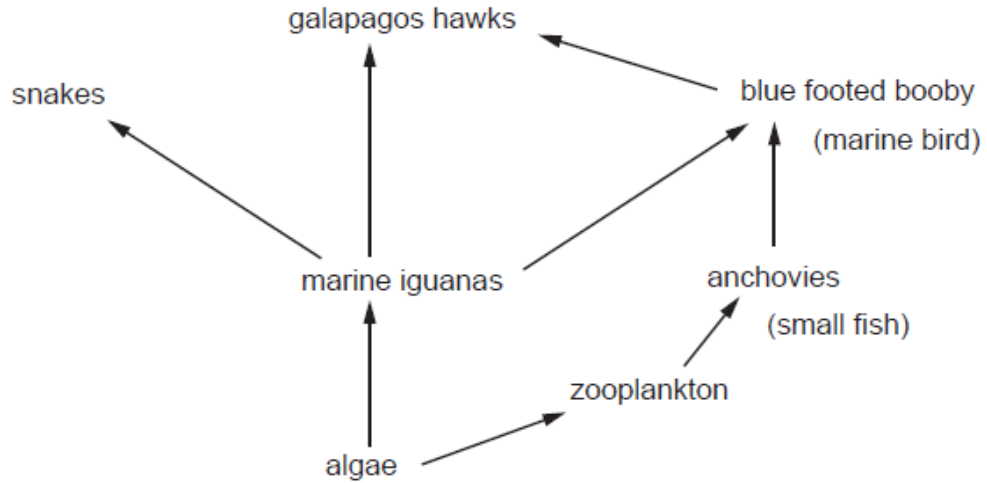 galapagos hawks
snakes
blue footed booby
(marine bird)
marine iguanas
anchovies
(small fish)
zooplankton
algae